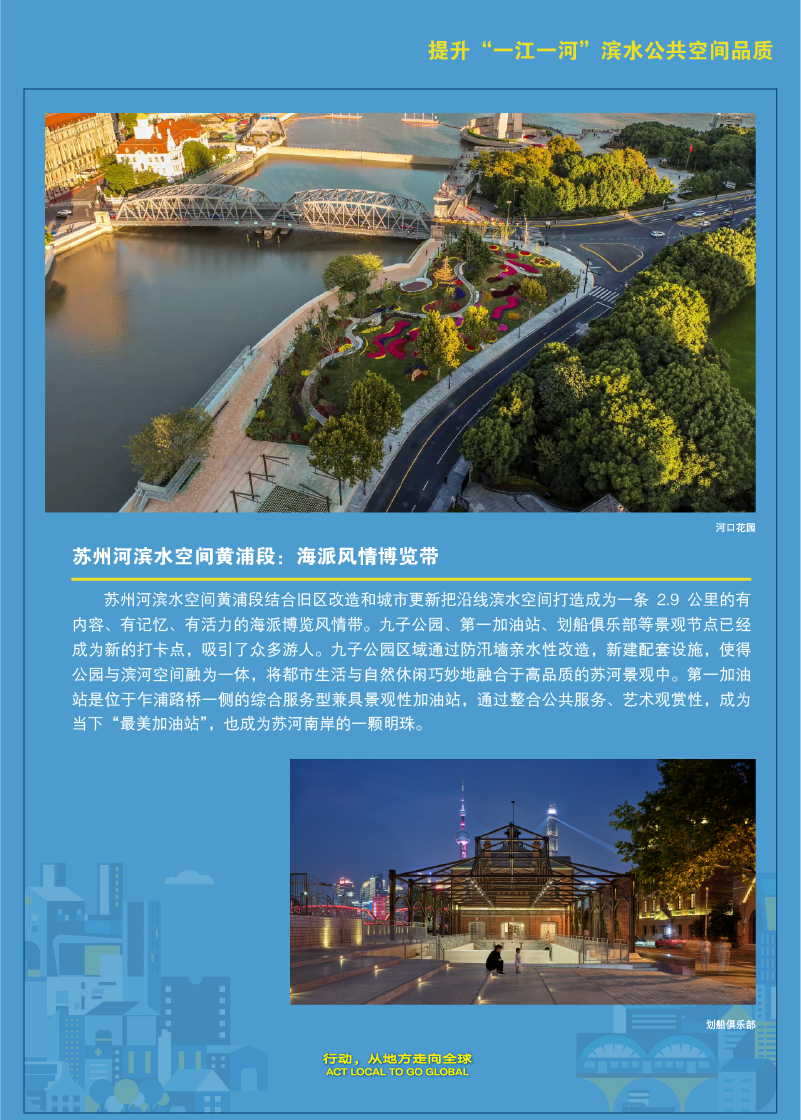 提升“一江一河”滨水公共空间品质
河口花园
苏州河滨水空间黄浦段：海派风情博览带
苏州河滨水空间黄浦段结合旧区改造和城市更新把沿线滨水空间打造成为一条 2.9 公里的有
内容、有记忆、有活力的海派博览风情带。九子公园、第一加油站、划船俱乐部等景观节点已经
成为新的打卡点，吸引了众多游人。九子公园区域通过防汛墙亲水性改造，新建配套设施，使得
公园与滨河空间融为一体，将都市生活与自然休闲巧妙地融合于高品质的苏河景观中。第一加油
站是位于乍浦路桥一侧的综合服务型兼具景观性加油站，通过整合公共服务、艺术观赏性，成为
当下“最美加油站”，也成为苏河南岸的一颗明珠。
划船俱乐部
行动，从地方走向全球
ACT LOCAL TO GO GLOBAL